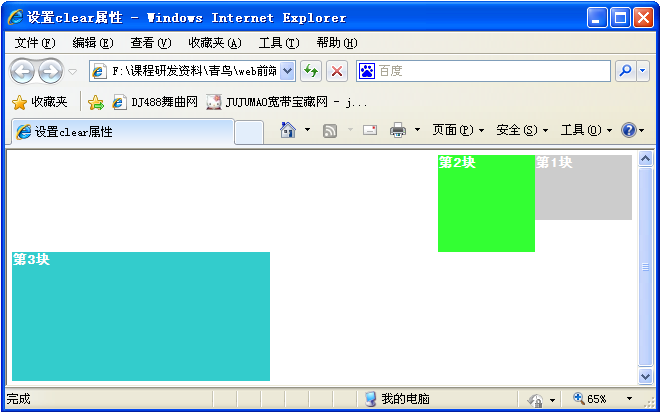 设置clear属性 - Windows Internet Explorer
文件(F) 编辑(E) 查看(V) 收藏夹(A) 工具(T) 帮助(H)
F:\课程研发资料\青鸟\web前端 百度
收藏夹 DJ488舞曲网 JUJUMAO宽带宝藏网 - j...
设置clear属性 页面(P) 安全(S) 工具(O)
第2块 第1块
第3块
完成 我的电脑 65%